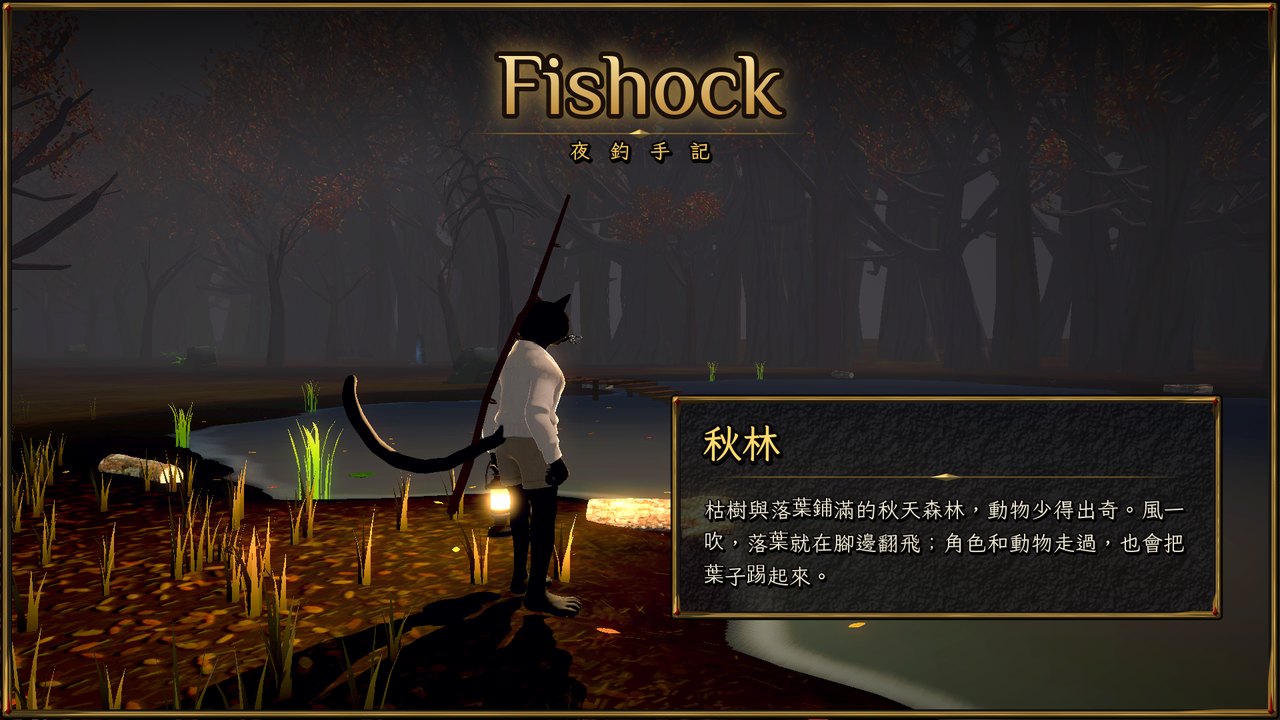 Fishock
夜釣手記
秋林
枯樹與落葉鋪滿的秋天森林，動物少得出奇。風一
吹，落葉就在腳邊翻飛；角色和動物走過，也會把
葉子踢起來。